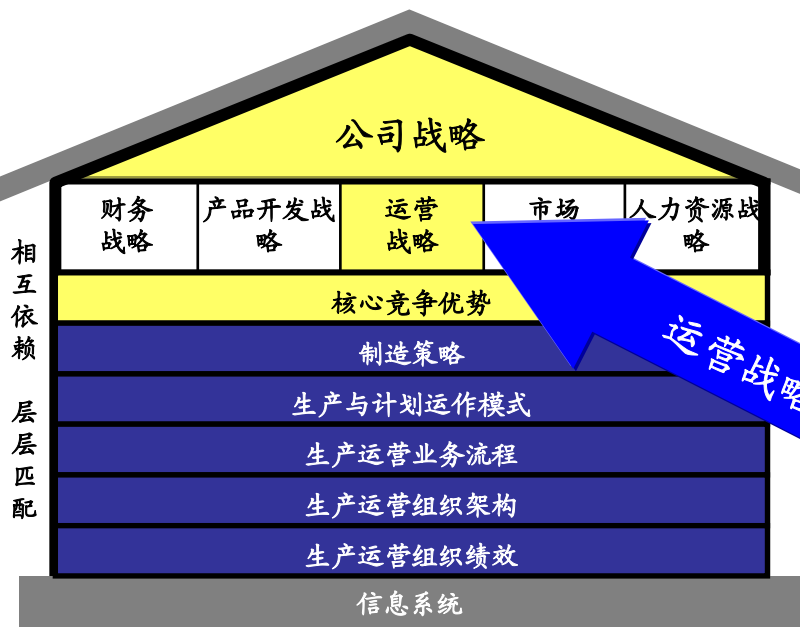 公司战略
财务
战略
产品开发战
略
运营
战略
市场
人力资源战
略
核心竞争优势
制造策略
生产与计划运作模式
生产运营业务流程
生产运营组织架构
生产运营组织绩效
信息系统
相
互
依
赖
层
层
匹
配
运营战略